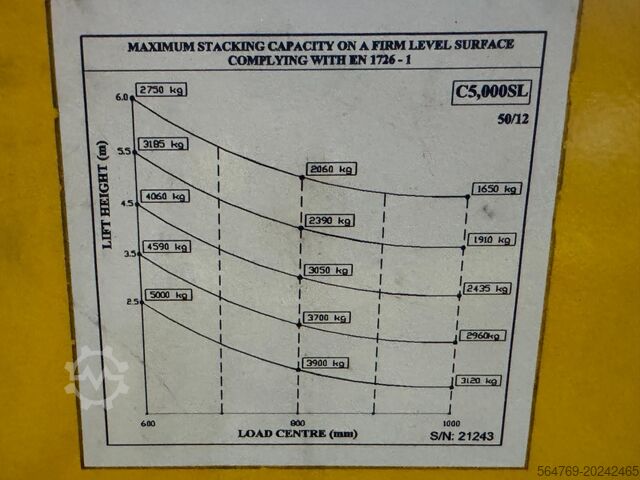 MAXIMUM STACKING CAPACITY ON A FIRM LEVEL SURFACE
COMPLYING WITH EN 1726 - 1
C5,000SL
50/12
LIFT HEIGHT (m)
6.0
2750 kg
2060 kg
1650 kg
5.5
3185 kg
2390 kg
1910 kg
4.5
4060 kg
3050 kg
2435 kg
3.5
4590 kg
3700 kg
2960kg
2.5
5000 kg
3900 kg
3120 kg
600
800
1000
LOAD CENTRE (mm)
S/N: 21243
564769-20242465